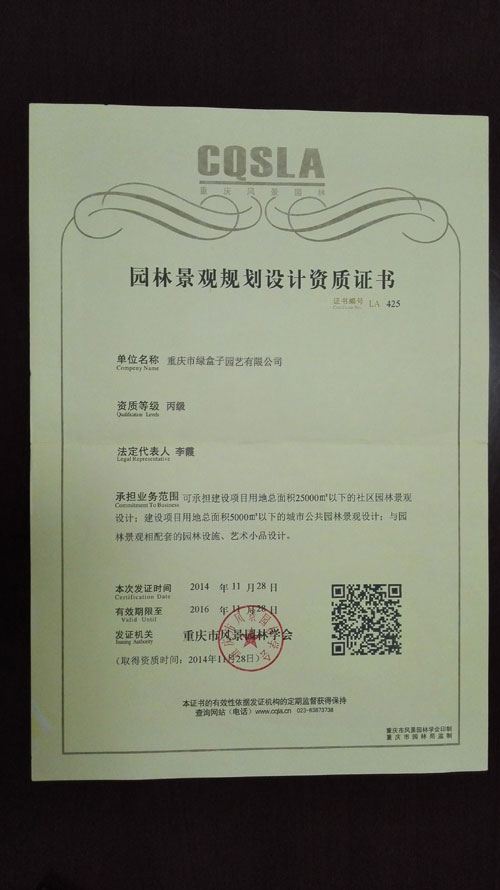 CQSLA
重庆风景园林
园林景观规划设计资质证书
证书编号 LA 425
单位名称 重庆市绿盒子园艺有限公司
Company Name
资质等级 丙级
Qualification Levels
法定代表人 李霞
Legal Representative
承担业务范围 可承担建设项目用地总面积25000㎡以下的社区园林景观
Commitment To Business
设计；建设项目用地总面积5000㎡以下的城市公共园林景观设计；与园
林景观相配套的园林设施、艺术小品设计。
本次发证时间 2014 年 11 月 28 日
Certification Date
有效期限至 2016 年 11 月 28 日
Valid Until
发证机关 重庆市风景园林学会
Issuing Authority
(取得资质时间：2014年11月28日)
重庆市风景园林学会
本证书的有效性依据发证机构的定期监督获得保持
查询网站（电话）www.cqla.cn 023-63673738
重庆市风景园林学会印制
重庆市园林局监制